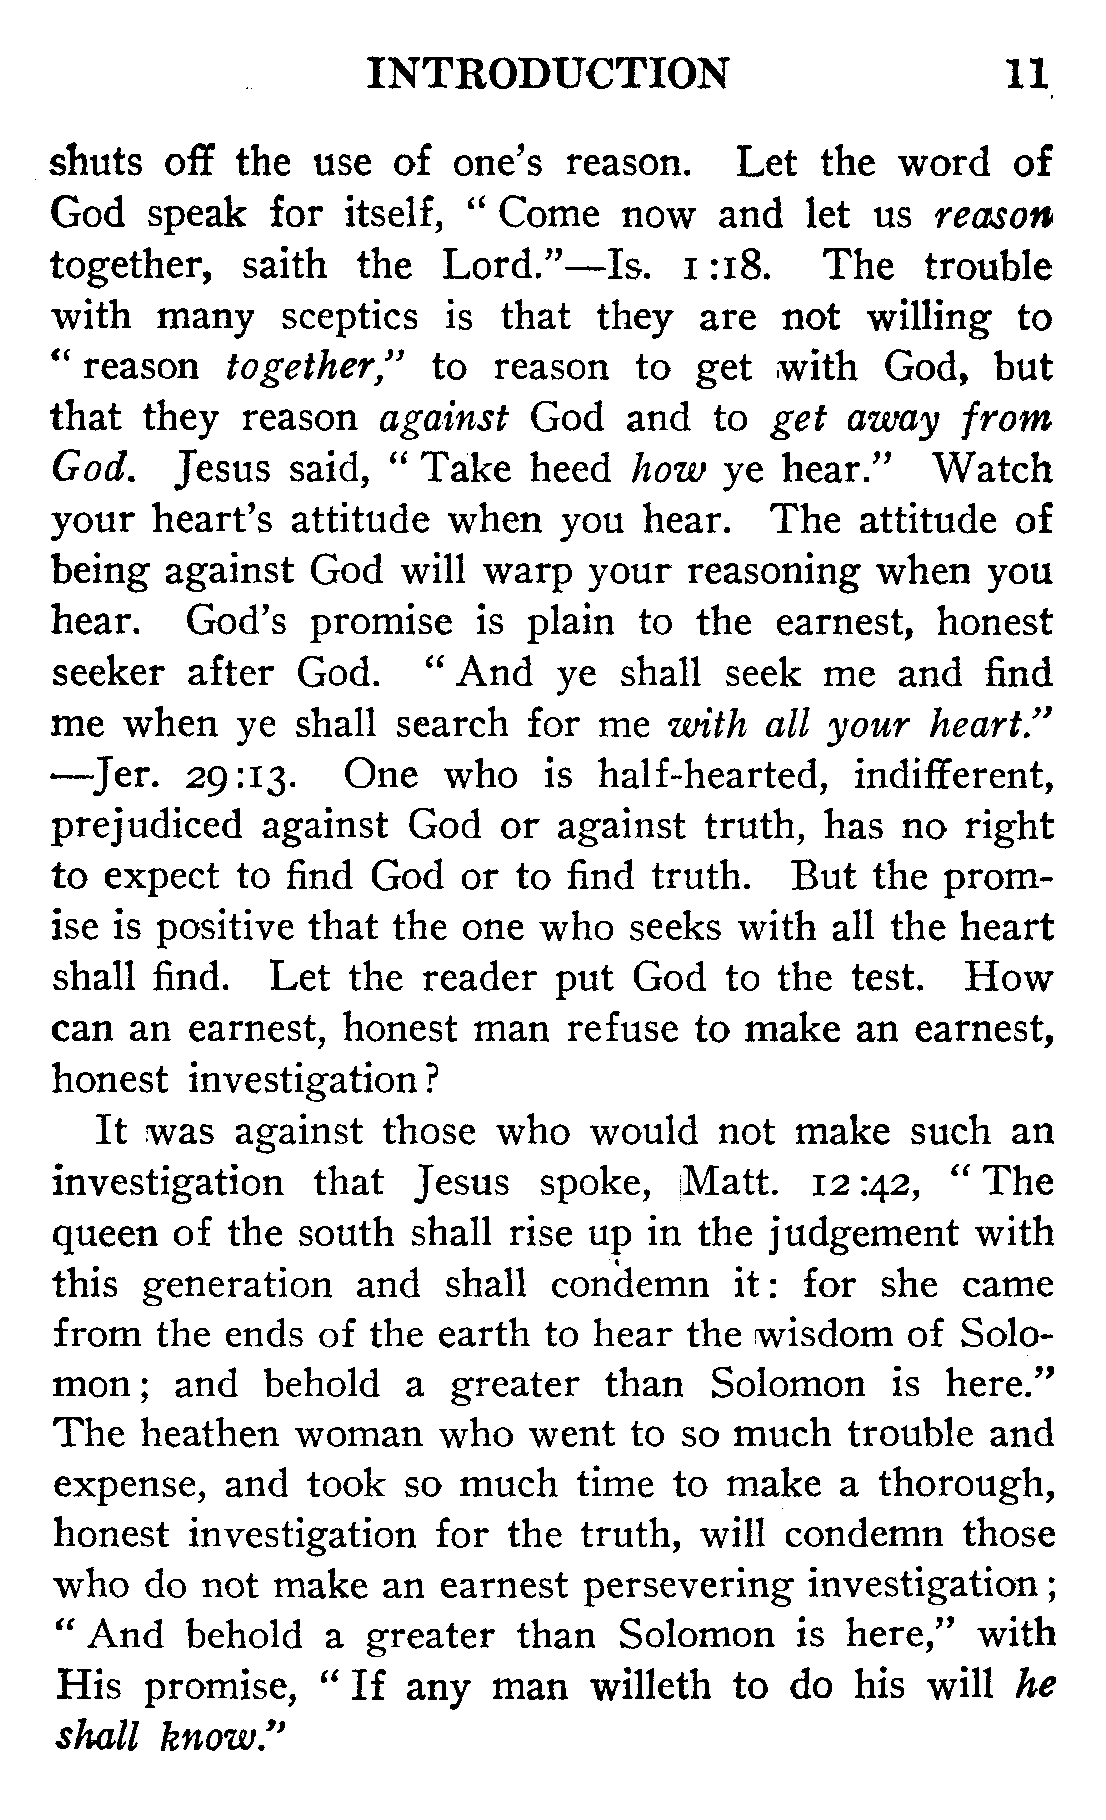 INTRODUCTION 11
shuts off the use of one's reason. Let the word of
God speak for itself, " Come now and let us reason
together, saith the Lord."—Is. 1 :18. The trouble
with many sceptics is that they are not willing to
" reason together," to reason to get with God, but
that they reason against God and to get away from
God. Jesus said, " Take heed how ye hear." Watch
your heart's attitude when you hear. The attitude of
being against God will warp your reasoning when you
hear. God's promise is plain to the earnest, honest
seeker after God. " And ye shall seek me and find
me when ye shall search for me with all your heart."
—Jer. 29 :13. One who is half-hearted, indifferent,
prejudiced against God or against truth, has no right
to expect to find God or to find truth. But the prom-
ise is positive that the one who seeks with all the heart
shall find. Let the reader put God to the test. How
can an earnest, honest man refuse to make an earnest,
honest investigation ?
It was against those who would not make such an
investigation that Jesus spoke, Matt. 12 :42, " The
queen of the south shall rise up in the judgement with
this generation and shall condemn it : for she came
from the ends of the earth to hear the wisdom of Solo-
mon ; and behold a greater than Solomon is here."
The heathen woman who went to so much trouble and
expense, and took so much time to make a thorough,
honest investigation for the truth, will condemn those
who do not make an earnest persevering investigation ;
" And behold a greater than Solomon is here," with
His promise, " If any man willeth to do his will he
shall know."